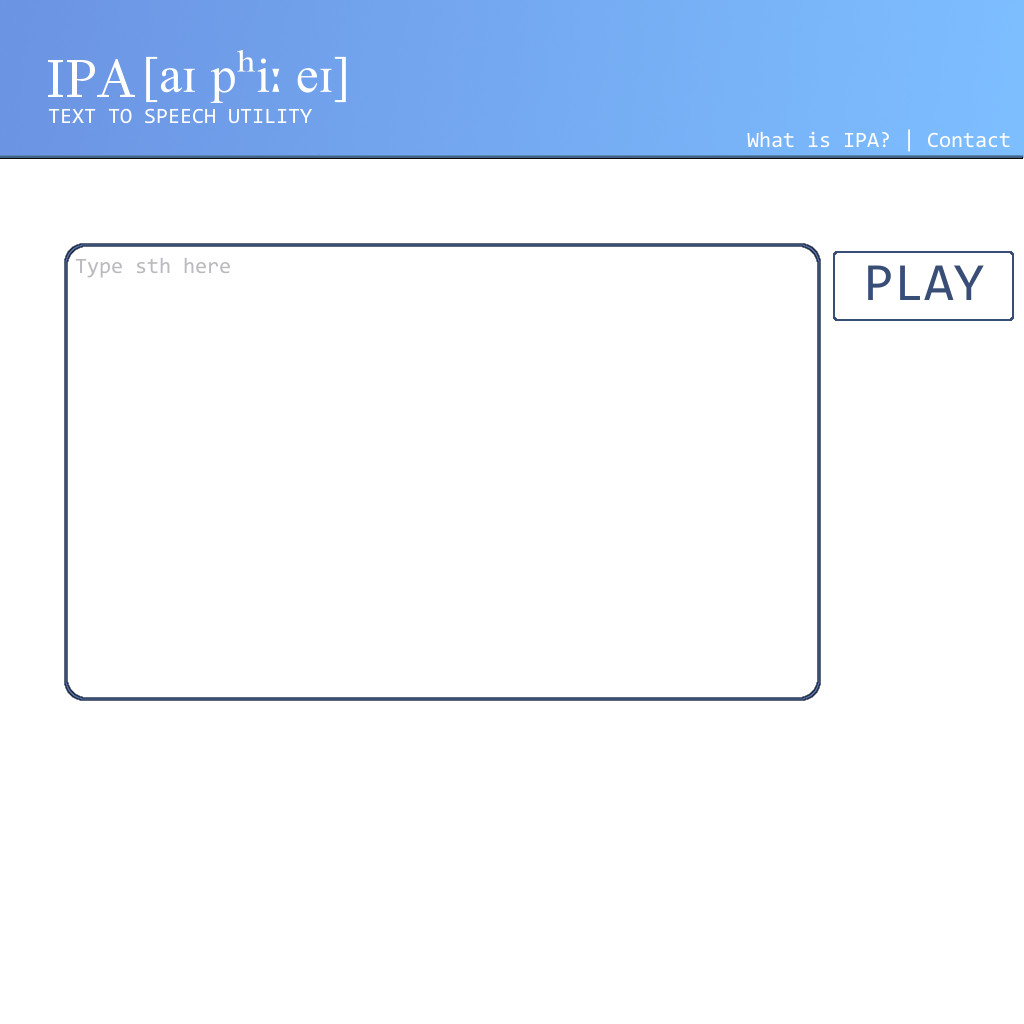 IPA [aɪ pʰiː eɪ]
TEXT TO SPEECH UTILITY
What is IPA? | Contact
Type sth here
PLAY